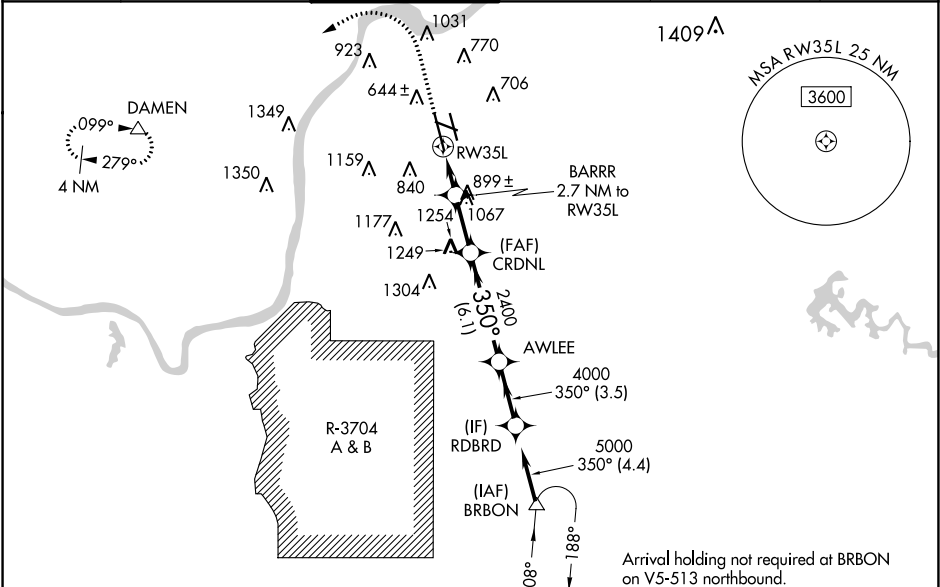 1031
1409
MSA RW35L 25 NM
3600
923
770
644±
706
DAMEN
099°
279°
4 NM
1349
1350
RW35L
1159
840
899±
BARRR
2.7 NM to
RW35L
1254
1067
1177
1249
(FAF)
CRDNL
1304
2400
350°
(6.1)
AWLEE
4000
350° (3.5)
R-3704
A & B
(IF)
RDBRD
5000
350° (4.4)
(IAF)
BRBON
188°
Arrival holding not required at BRBON
on V5-513 northbound.